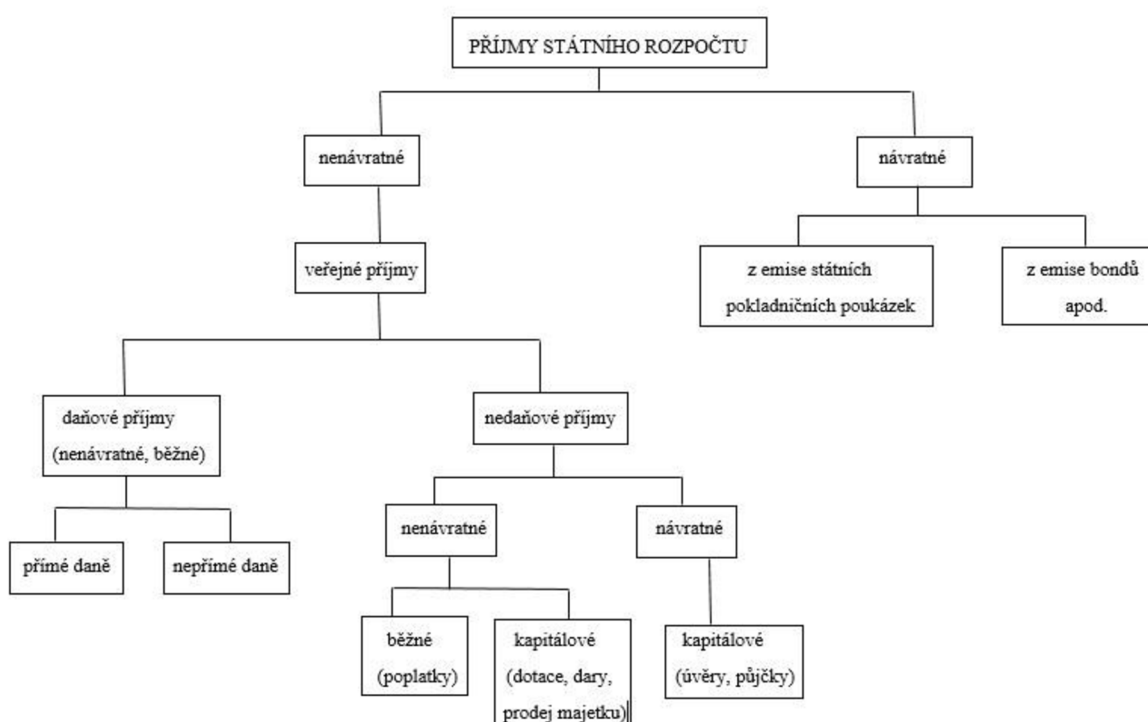 PŘÍJMY STÁTNÍHO ROZPOČTU
nenávratné
návratné
veřejné příjmy
z emise státních
pokladničních poukázek
z emise bondů
apod.
daňové příjmy
(nenávratné, běžné)
nedaňové příjmy
nenávratné
návratné
přímé daně
nepřímé daně
běžné
(poplatky)
kapitálové
(dotace, dary,
prodej majetku)
kapitálové
(úvěry, půjčky)